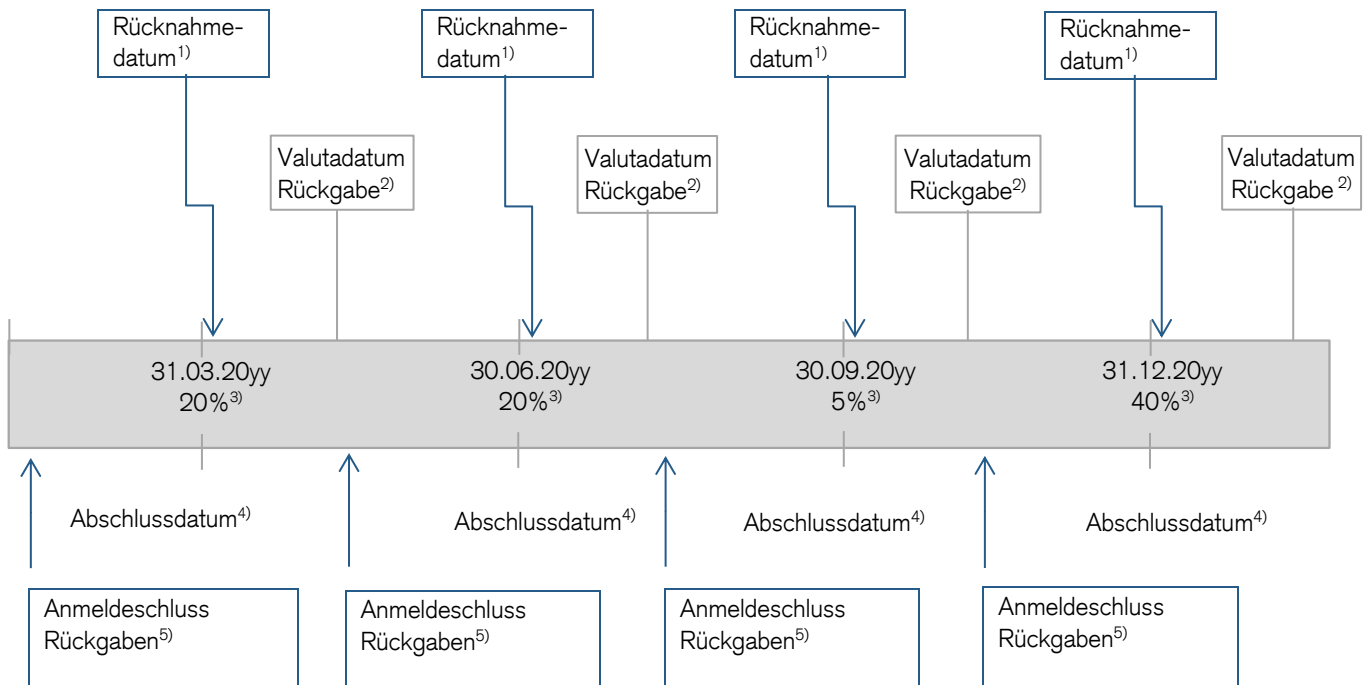 Rücknahme-
datum1)
Rücknahme-
datum1)
Rücknahme-
datum1)
Rücknahme-
datum1)
Valutadatum
Rückgabe2)
Valutadatum
Rückgabe2)
Valutadatum
Rückgabe2)
Valutadatum
Rückgabe 2)
31.03.20yy
20%3)
30.06.20yy
20%3)
30.09.20yy
5%3)
31.12.20yy
40%3)
Abschlussdatum4)
Abschlussdatum4)
Abschlussdatum4)
Abschlussdatum4)
Anmeldeschluss
Rückgaben5)
Anmeldeschluss
Rückgaben5)
Anmeldeschluss
Rückgaben5)
Anmeldeschluss
Rückgaben5)